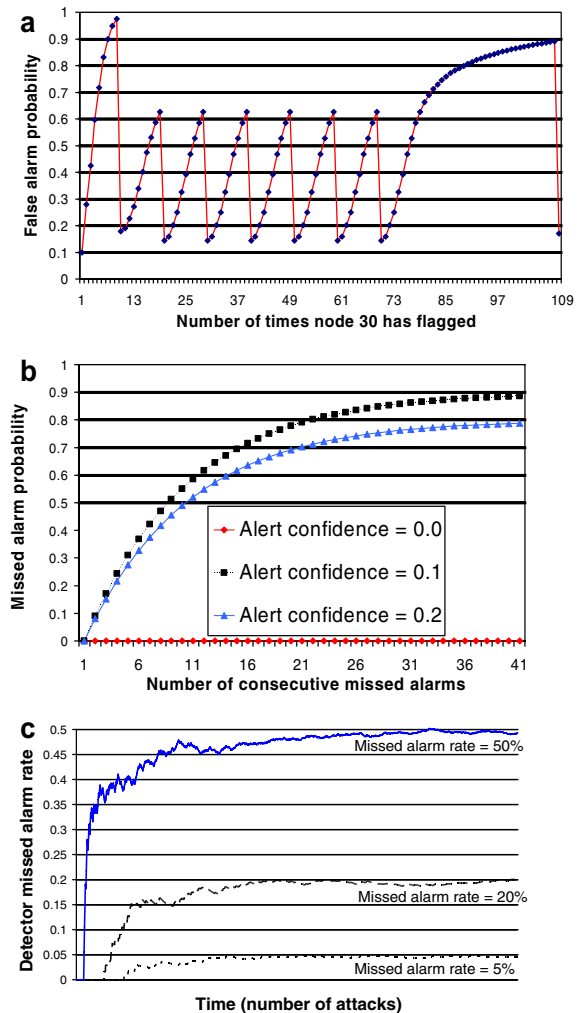 a
False alarm probability
1
0.9
0.8
0.7
0.6
0.5
0.4
0.3
0.2
0.1
0
1 13 25 37 49 61 73 85 97 109
Number of times node 30 has flagged
b
Missed alarm probability
1
0.9
0.8
0.7
0.6
0.5
0.4
0.3
0.2
0.1
0
Alert confidence = 0.0
Alert confidence = 0.1
Alert confidence = 0.2
1 6 11 16 21 26 31 36 41
Number of consecutive missed alarms
c
Detector missed alarm rate
0.5
0.45
0.4
0.35
0.3
0.25
0.2
0.15
0.1
0.05
0
Missed alarm rate = 50%
Missed alarm rate = 20%
Missed alarm rate = 5%
Time (number of attacks)